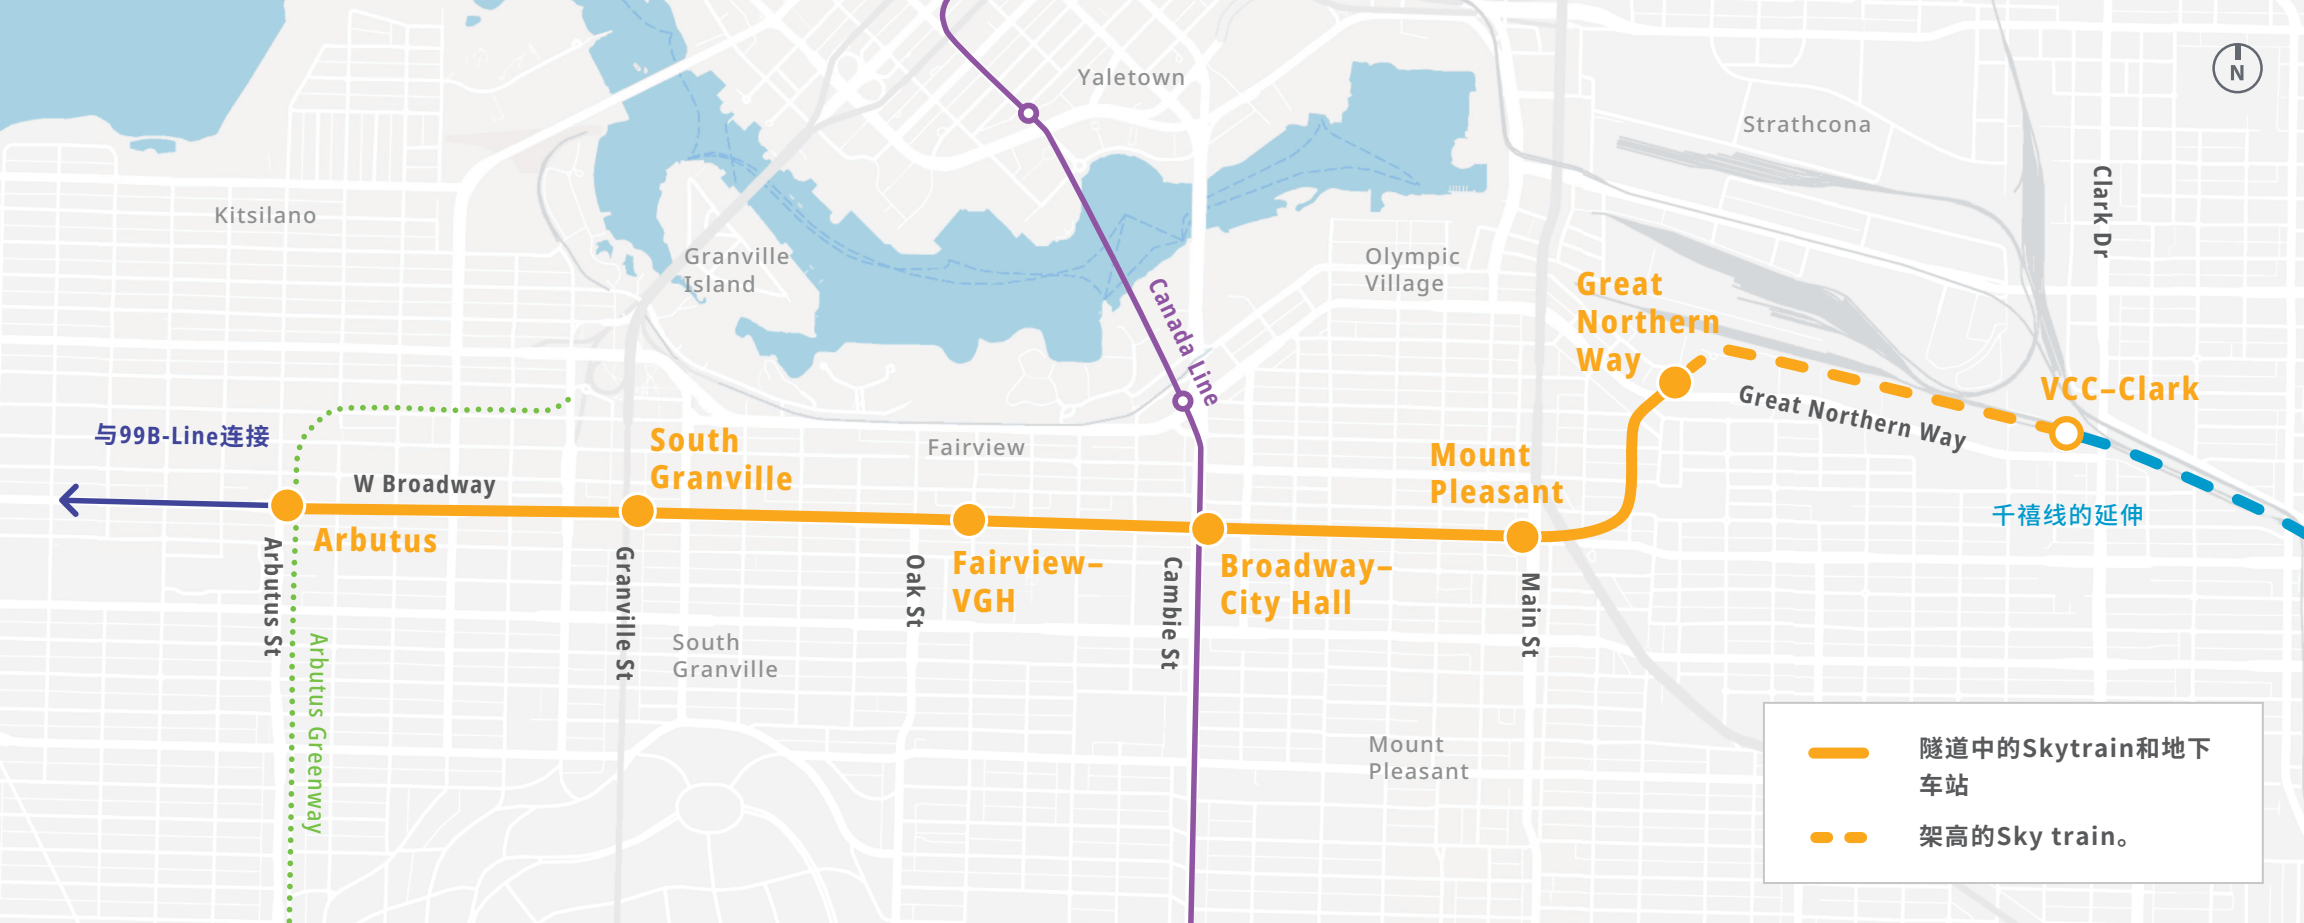 Yaletown
N
Strathcona
Clark Dr
Kitsilano
Granville
Island
Olympic
Village
Canada Line
Great
Northern
Way
VCC–Clark
Great Northern Way
与99B-Line连接
South
Granville
Fairview
Mount
Pleasant
W Broadway
千禧线的延伸
Arbutus
Arbutus St
Granville St
Oak St
Fairview–
VGH
Cambie St
Broadway–
City Hall
Main St
Arbutus Greenway
South
Granville
Mount
Pleasant
隧道中的Skytrain和地下
车站
架高的Sky train。